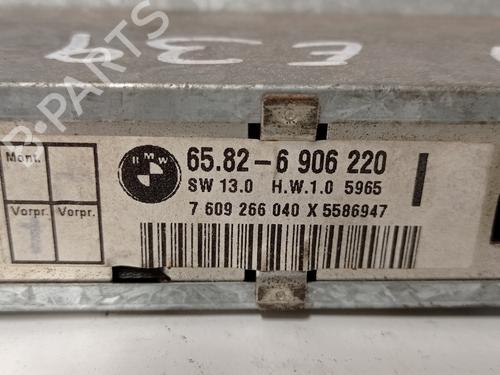 E 39
B-PARTS
Mont.
BMW
65.82-6 906 220 I
SW 13.0 H.W.1.0 5965
Vorpr. Vorpr.
7 609 266 040 X 5586947